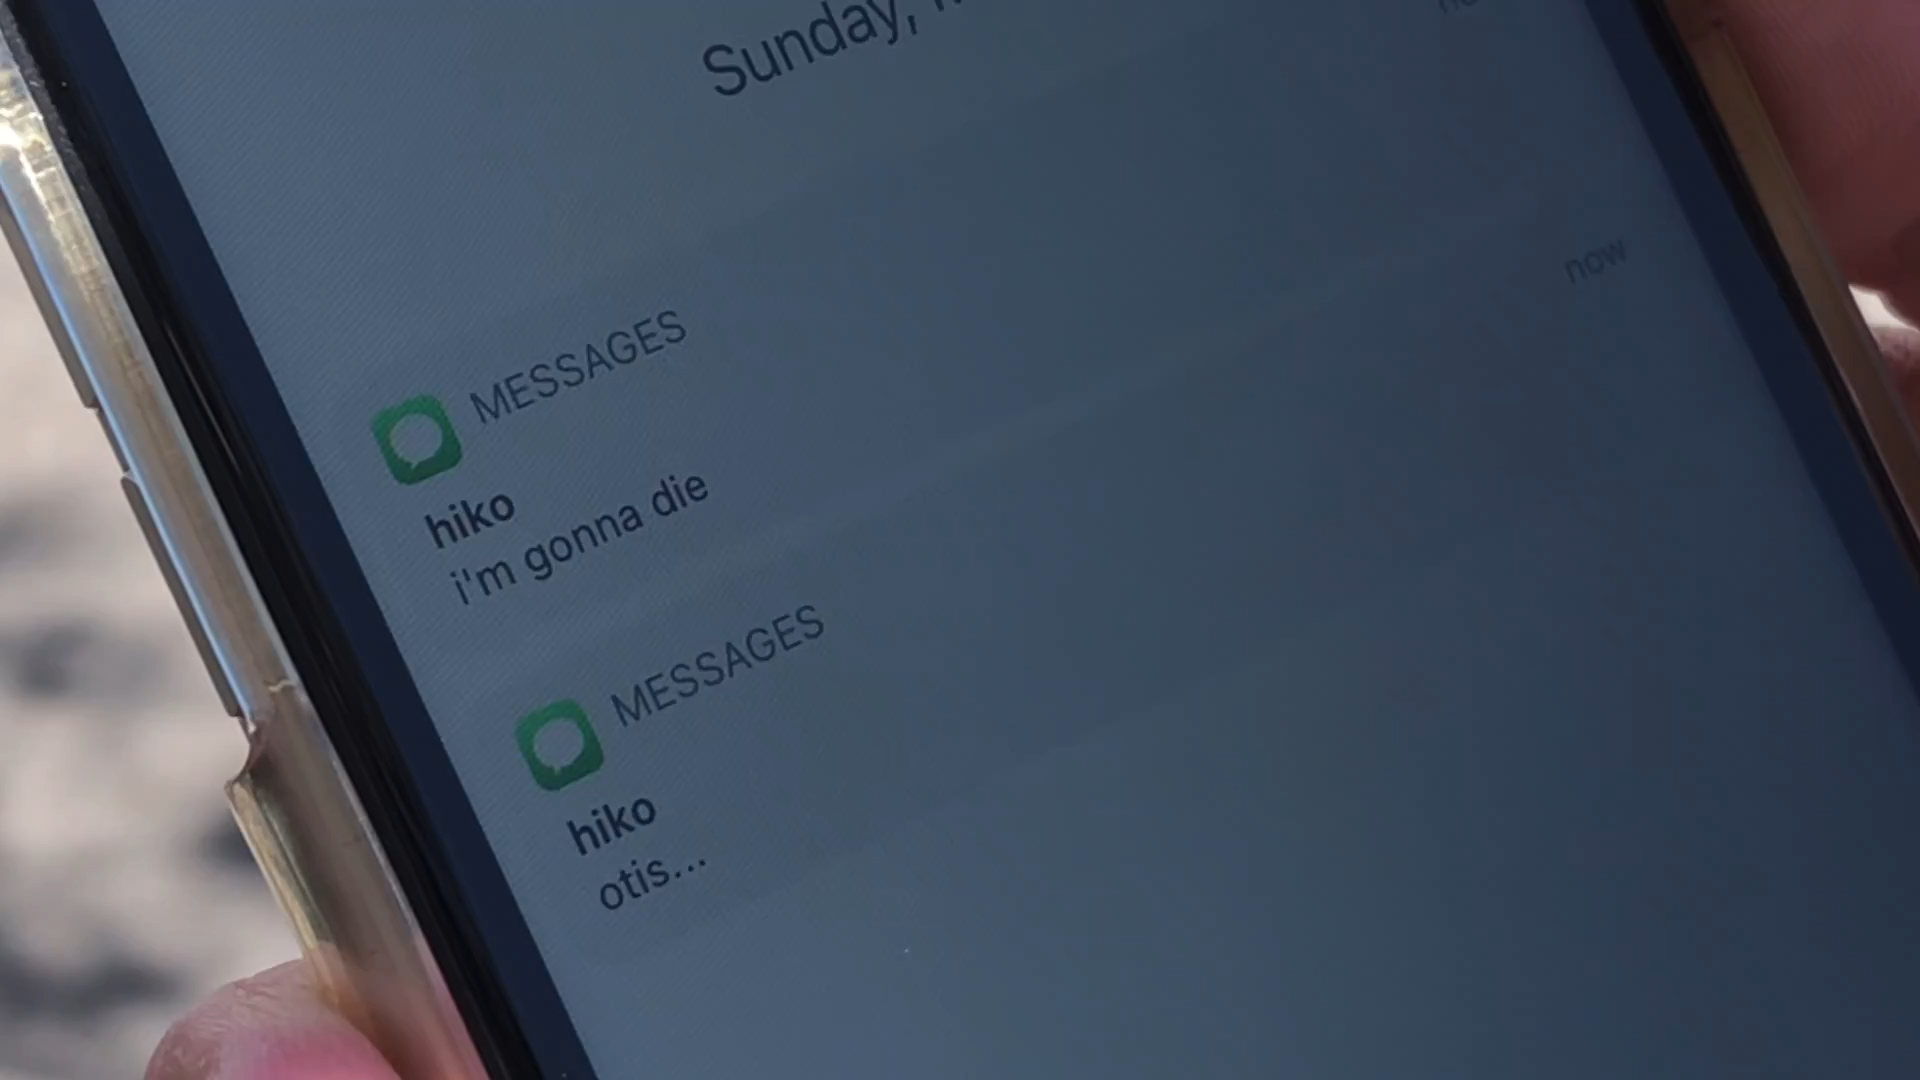 Sunday,
MESSAGES
hiko
i'm gonna die
now
MESSAGES
hiko
otis...